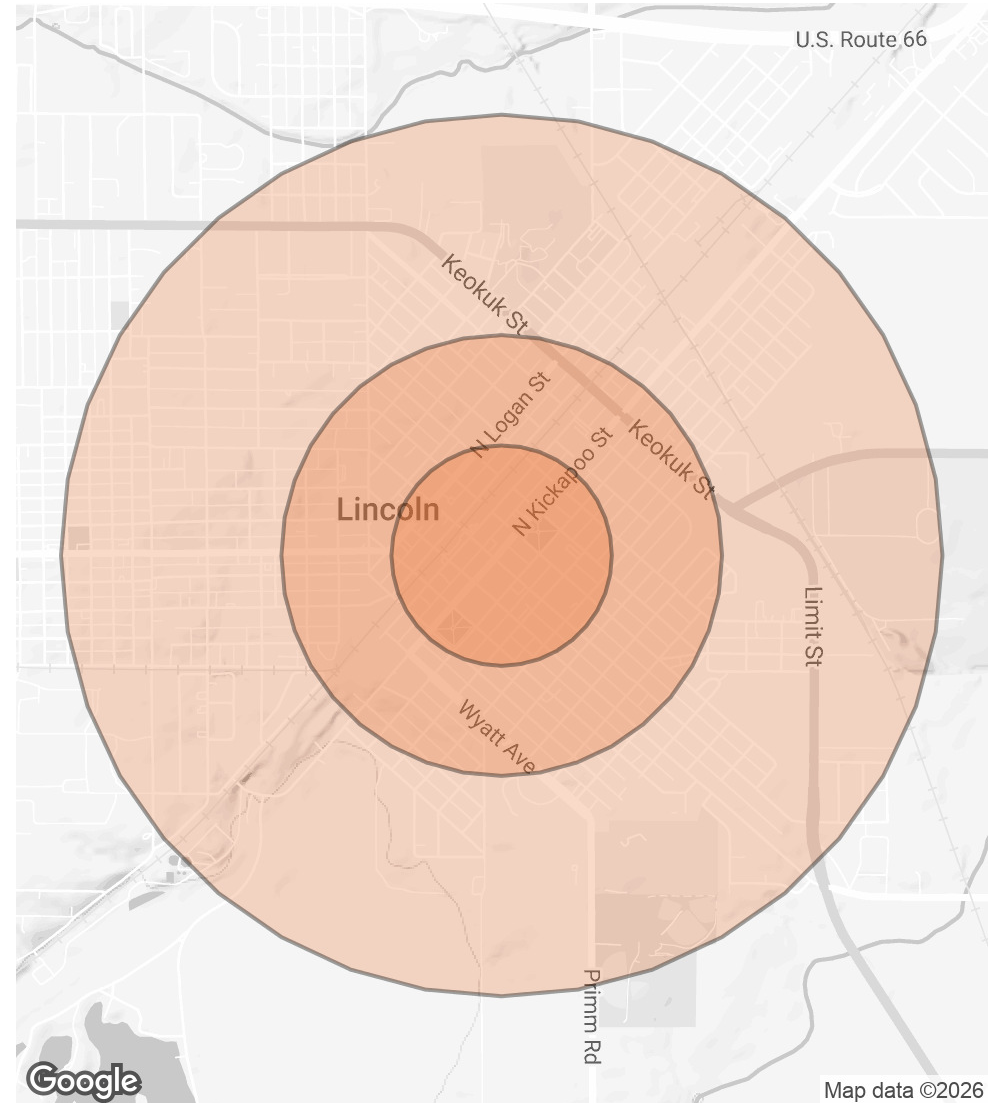 U.S. Route 66
Keokuk St
N Logan St
Keokuk St
N Kickapoo St
Lincoln
Limit St
Wyatt Ave
Primm Rd
Google
Map data ©2026